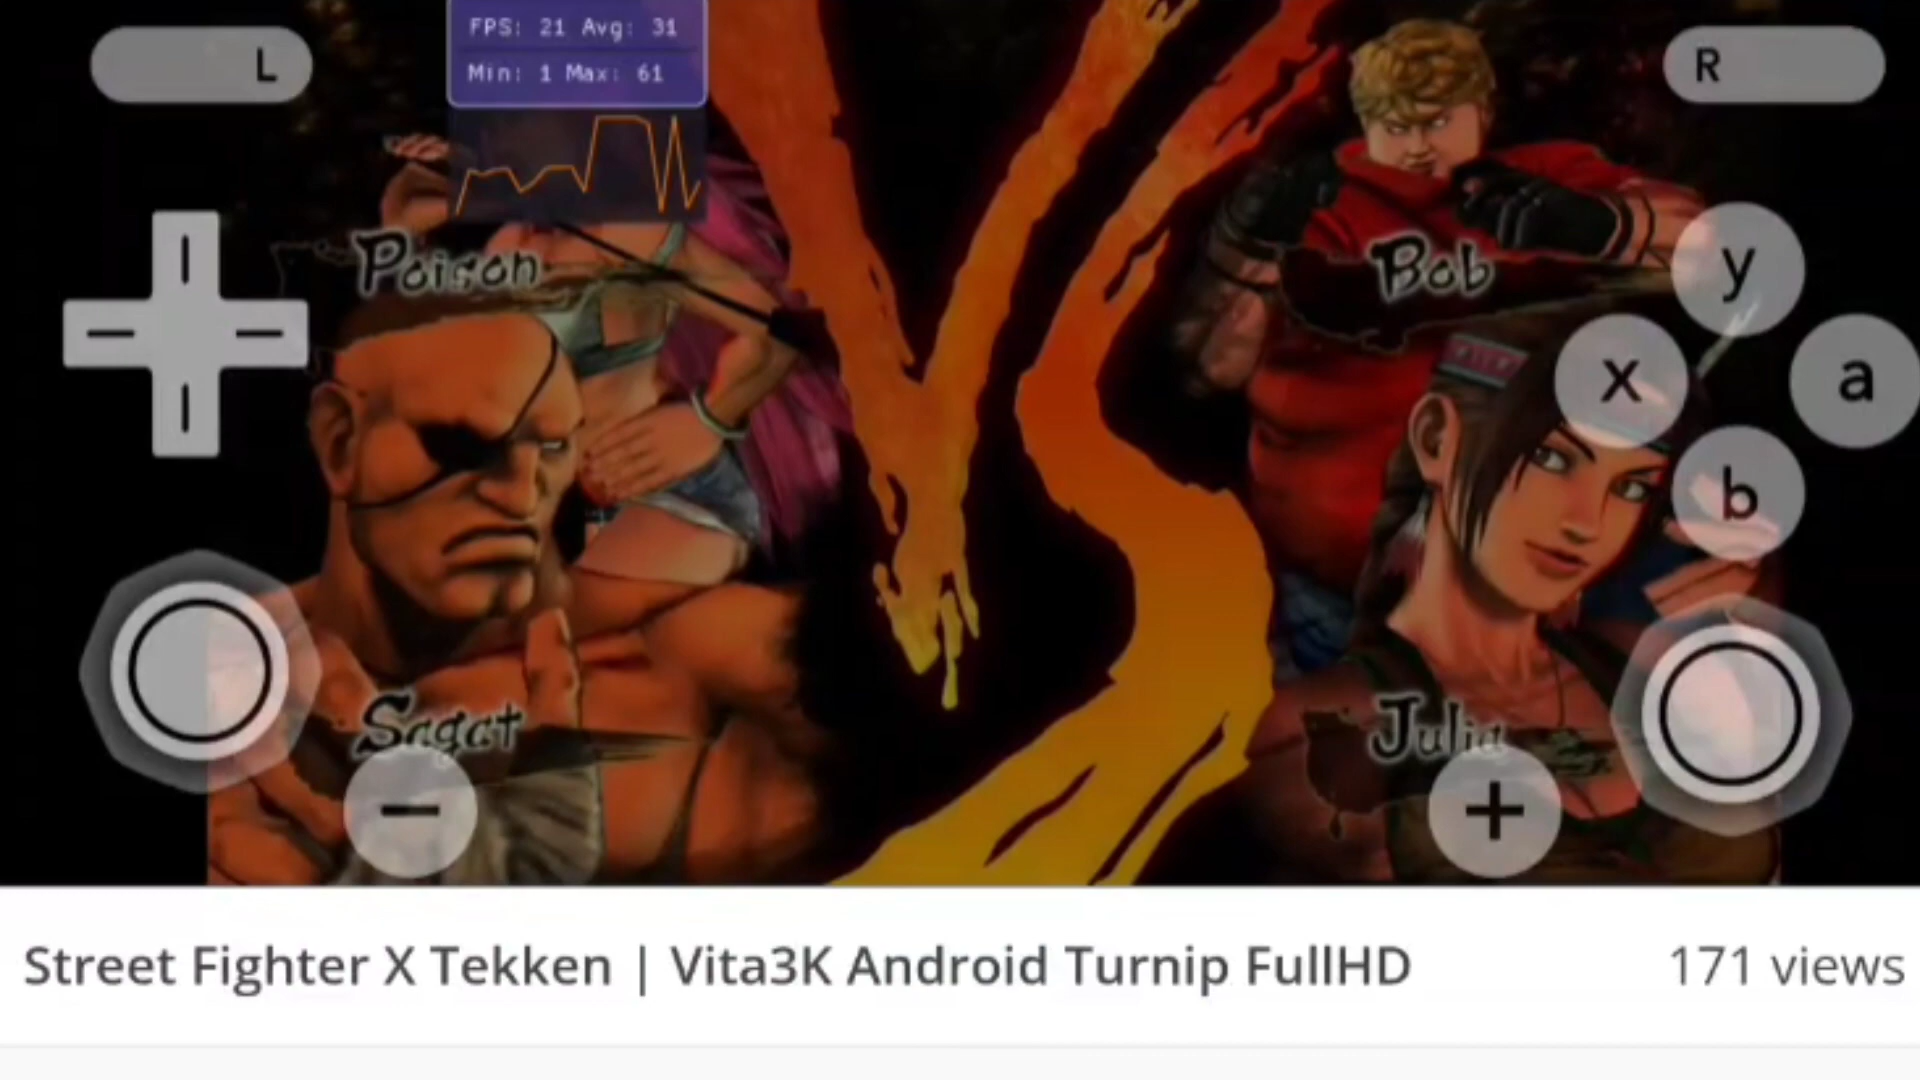 FPS: 21 Avg: 31
Min: 1 Max: 61
L
R
Poison
Bob
y
x
a
b
Sagat
Julia
Street Fighter X Tekken | Vita3K Android Turnip FullHD
171 views